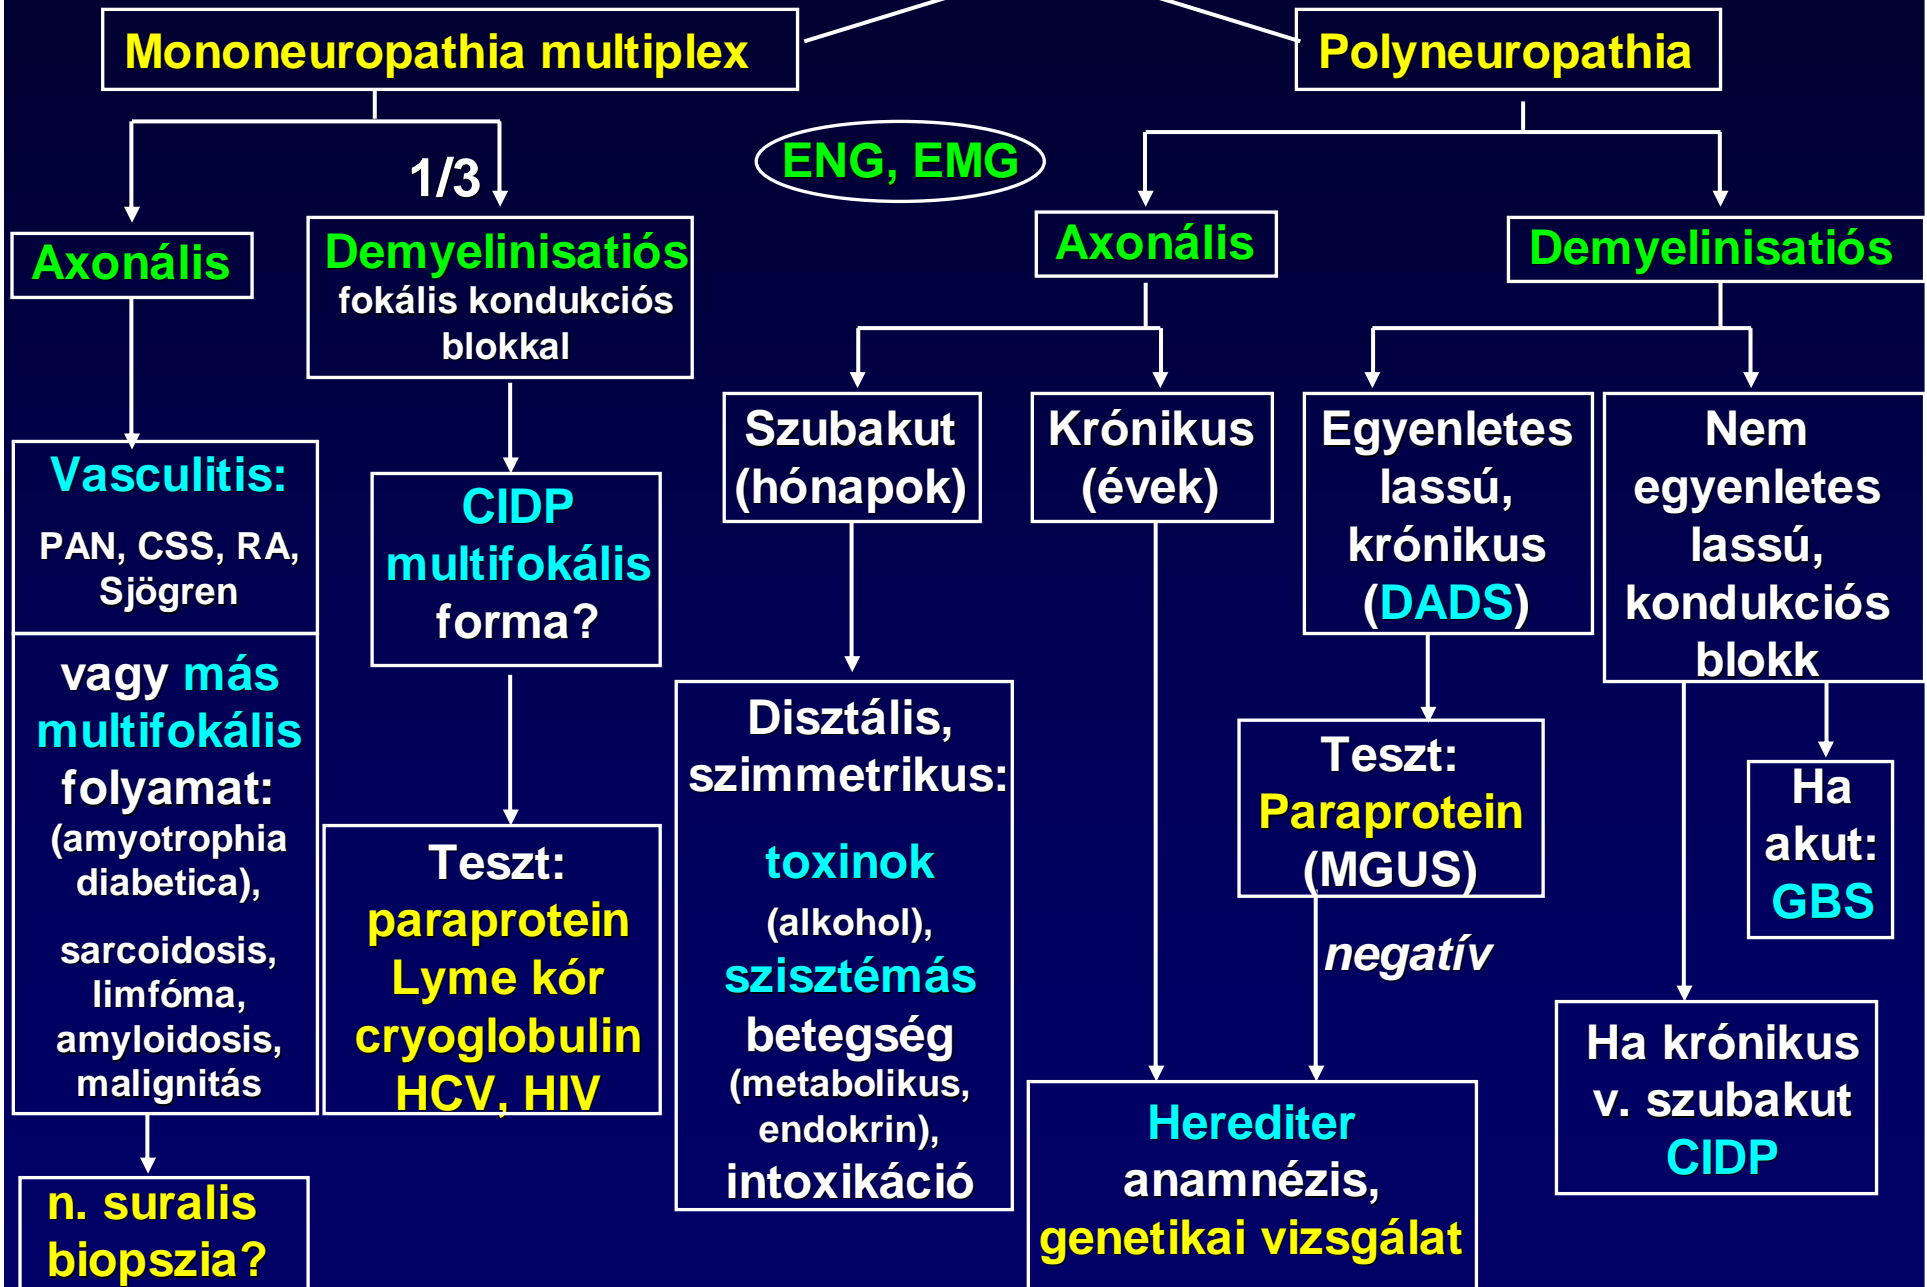 Mononeuropathia multiplex
Polyneuropathia
ENG, EMG
1/3
Axonális
Demyelinisatiós
fokális kondukciós
blokkal
Axonális
Demyelinisatiós
Vasculitis:
PAN, CSS, RA,
Sjögren
vagy más
multifokális
folyamat:
(amyotrophia
diabetica),
sarcoidosis,
limfóma,
amyloidosis,
malignitás
n. suralis
biopszia?
CIDP
multifokális
forma?
Teszt:
paraprotein
Lyme kór
cryoglobulin
HCV, HIV
Szubakut
(hónapok)
Disztális,
szimmetrikus:
toxinok
(alkohol),
szisztémás
betegség
(metabolikus,
endokrin),
intoxikáció
Krónikus
(évek)
Egyenletes
lassú,
krónikus
(DADS)
Teszt:
Paraprotein
(MGUS)
negatív
Herediter
anamnézis,
genetikai vizsgálat
Nem
egyenletes
lassú,
kondukciós
blokk
Ha
akut:
GBS
Ha krónikus
v. szubakut
CIDP